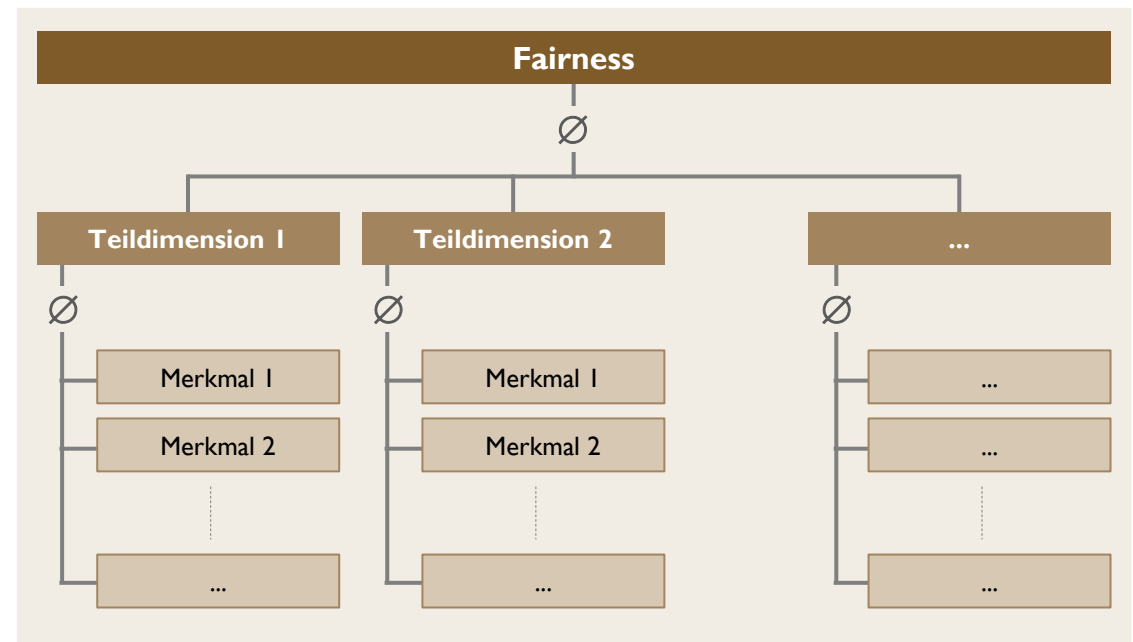 Fairness
∅
Teildimension 1
Teildimension 2
...
∅
∅
∅
Merkmal 1
Merkmal 1
...
Merkmal 2
Merkmal 2
...
...
...
...